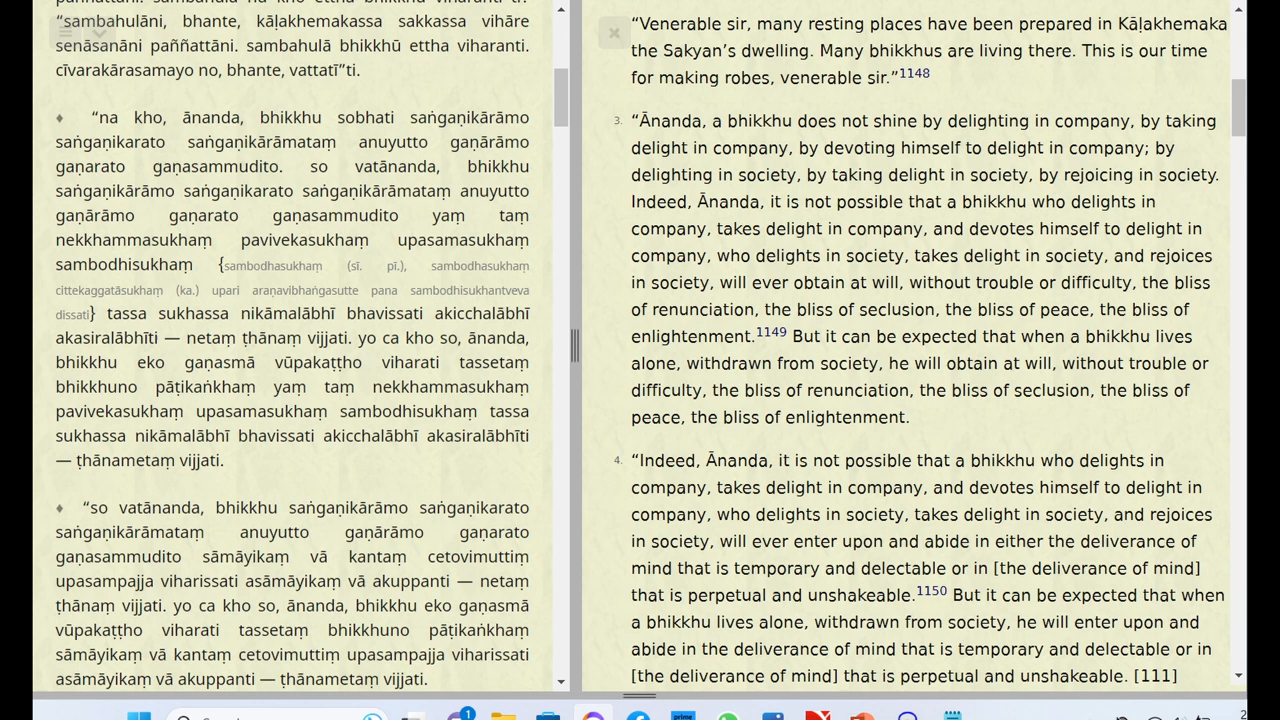 “sambahulāni, bhante, kāḷakhemakassa sakkassa vihāre
senāsanāni paññattāni. sambahulā bhikkhū ettha viharanti.
cīvarakārasamayo no, bhante, vattatī”ti.
♦ “na kho, ānanda, bhikkhu sobhati saṅgaṇikārāmo
saṅgaṇikarato saṅgaṇikārāmataṃ anuyutto gaṇārāmo
gaṇarato gaṇasammudito. so vatānanda, bhikkhu
saṅgaṇikārāmo saṅgaṇikarato saṅgaṇikārāmataṃ anuyutto
gaṇārāmo gaṇarato gaṇasammudito yaṃ taṃ
nekkhammasukhaṃ pavivekasukhaṃ upasamasukhaṃ
sambodhisukhaṃ {sambodhasukhaṃ (sī. pī.), sambodhasukhaṃ
cittekaggatāsukhaṃ (ka.) upari araṇavibhaṅgasutte pana sambodhisukhantveva
dissati} tassa sukhassa nikāmalābhī bhavissati akicchalābhī
akasiralābhīti — netaṃ ṭhānaṃ vijjati. yo ca kho so, ānanda,
bhikkhu eko gaṇasmā vūpakaṭṭho viharati tassetaṃ
bhikkhuno pāṭikaṅkhaṃ yaṃ taṃ nekkhammasukhaṃ
pavivekasukhaṃ upasamasukhaṃ sambodhisukhaṃ tassa
sukhassa nikāmalābhī bhavissati akicchalābhī akasiralābhīti
— ṭhānametaṃ vijjati.
♦ “so vatānanda, bhikkhu saṅgaṇikārāmo saṅgaṇikarato
saṅgaṇikārāmataṃ anuyutto gaṇārāmo gaṇarato
gaṇasammudito sāmāyikaṃ vā kantaṃ cetovimuttiṃ
upasampajja viharissati asāmāyikaṃ vā akuppanti — netaṃ
ṭhānaṃ vijjati. yo ca kho so, ānanda, bhikkhu eko gaṇasmā
vūpakaṭṭho viharati tassetaṃ bhikkhuno pāṭikaṅkhaṃ
sāmāyikaṃ vā kantaṃ cetovimuttiṃ upasampajja viharissati
asāmāyikaṃ vā akuppanti — ṭhānametaṃ vijjati.
“Venerable sir, many resting places have been prepared in Kāḷakhemaka
the Sakyan’s dwelling. Many bhikkhus are living there. This is our time
for making robes, venerable sir.”1148
3. “Ānanda, a bhikkhu does not shine by delighting in company, by taking
delight in company, by devoting himself to delight in company; by
delighting in society, by taking delight in society, by rejoicing in society.
Indeed, Ānanda, it is not possible that a bhikkhu who delights in
company, takes delight in company, and devotes himself to delight in
company, who delights in society, takes delight in society, and rejoices
in society, will ever obtain at will, without trouble or difficulty, the bliss
of renunciation, the bliss of seclusion, the bliss of peace, the bliss of
enlightenment.1149 But it can be expected that when a bhikkhu lives
alone, withdrawn from society, he will obtain at will, without trouble or
difficulty, the bliss of renunciation, the bliss of seclusion, the bliss of
peace, the bliss of enlightenment.
4. “Indeed, Ānanda, it is not possible that a bhikkhu who delights in
company, takes delight in company, and devotes himself to delight in
company, who delights in society, takes delight in society, and rejoices
in society, will ever enter upon and abide in either the deliverance of
mind that is temporary and delectable or in [the deliverance of mind]
that is perpetual and unshakeable.1150 But it can be expected that when
a bhikkhu lives alone, withdrawn from society, he will enter upon and
abide in the deliverance of mind that is temporary and delectable or in
[the deliverance of mind] that is perpetual and unshakeable. [111]
1
prime